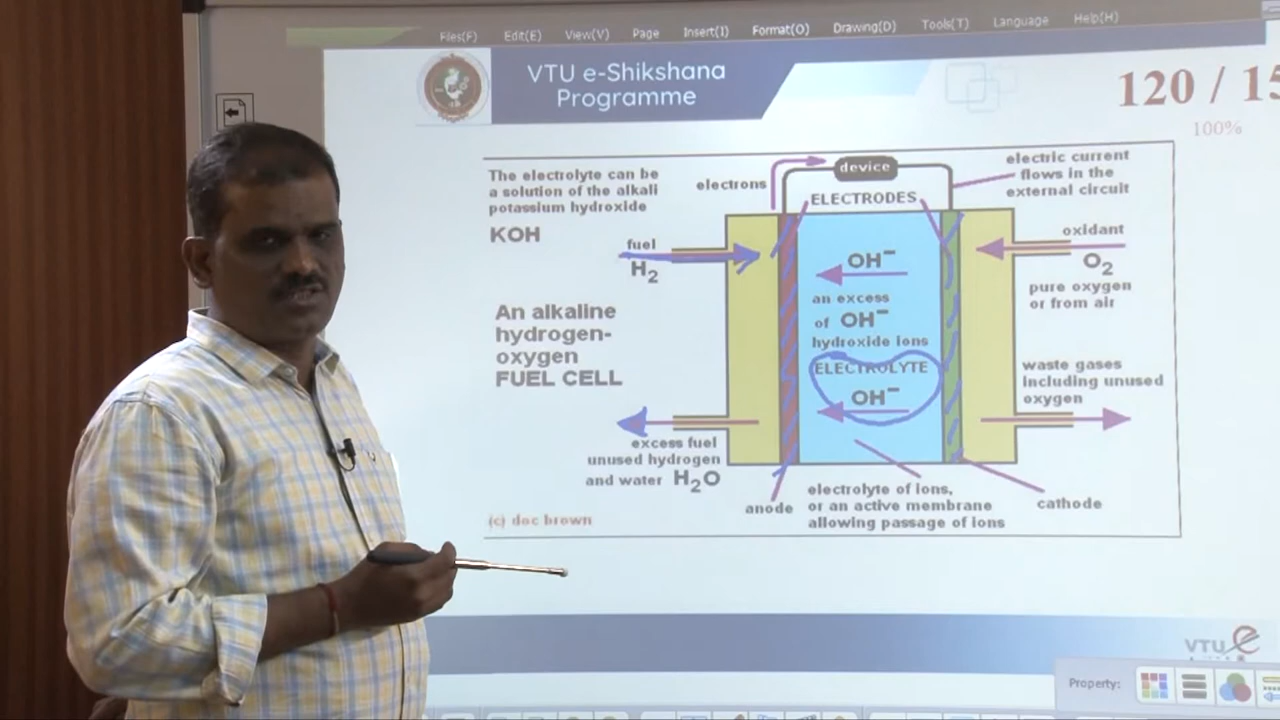 Files(F) Edit(E) View(V) Page Insert(I) Format(O) Drawing(D) Tools(T) Language Help(H)
VTU e-Shikshana
Programme
120 / 15
100%
The electrolyte can be
a solution of the alkali
potassium hydroxide
KOH
An alkaline
hydrogen-
oxygen
FUEL CELL
(c) doc brown
electrons
device
ELECTRODES
electric current
flows in the
external circuit
fuel
H₂
oxidant
O₂
pure oxygen
or from air
OH⁻
an excess
of OH⁻
hydroxide ions
ELECTROLYTE
OH⁻
waste gases
including unused
oxygen
excess fuel
unused hydrogen
and water H₂O
anode
electrolyte of ions,
or an active membrane
allowing passage of ions
cathode
VTU e
Property: